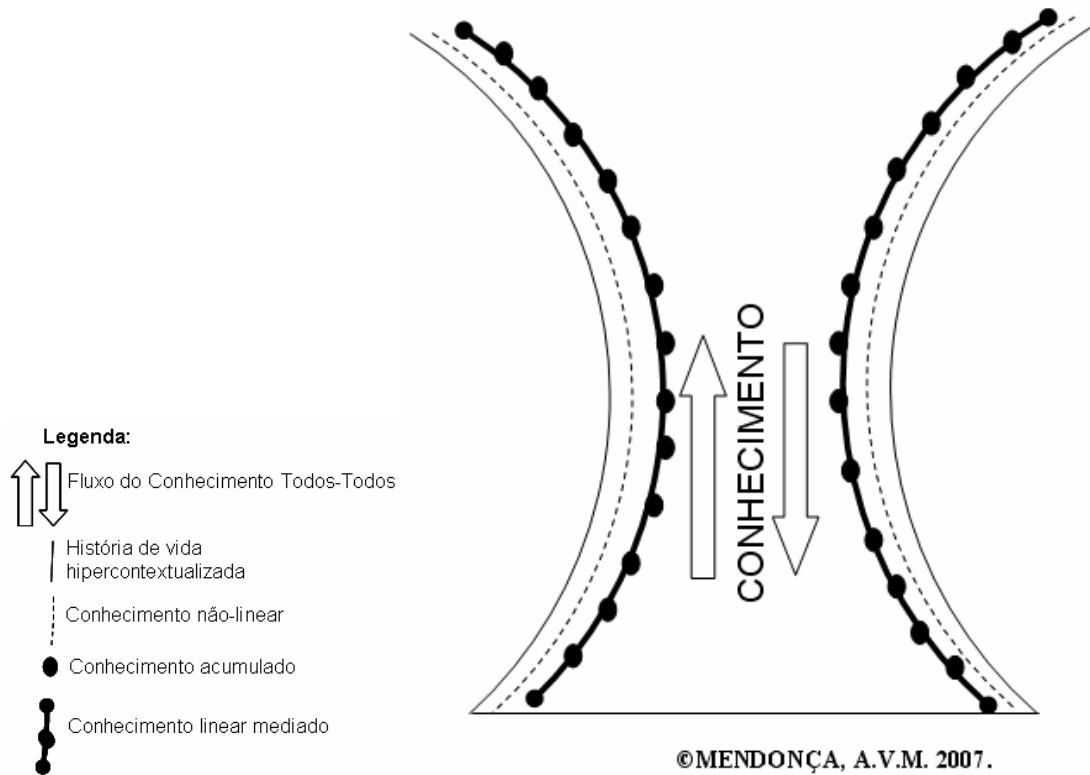 CONHECIMENTO
Legenda:
Fluxo do Conhecimento Todos-Todos
História de vida
hipercontextualizada
Conhecimento não-linear
Conhecimento acumulado
Conhecimento linear mediado
©MENDONÇA, A.V.M. 2007.